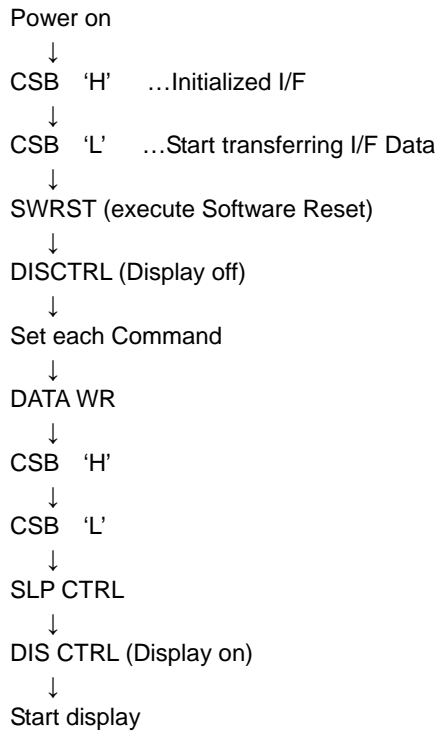 Power on
↓
CSB ‘H’ …Initialized I/F
↓
CSB ‘L’ …Start transferring I/F Data
↓
SWRST (execute Software Reset)
↓
DISCTRL (Display off)
↓
Set each Command
↓
DATA WR
↓
CSB ‘H’
↓
CSB ‘L’
↓
SLP CTRL
↓
DIS CTRL (Display on)
↓
Start display